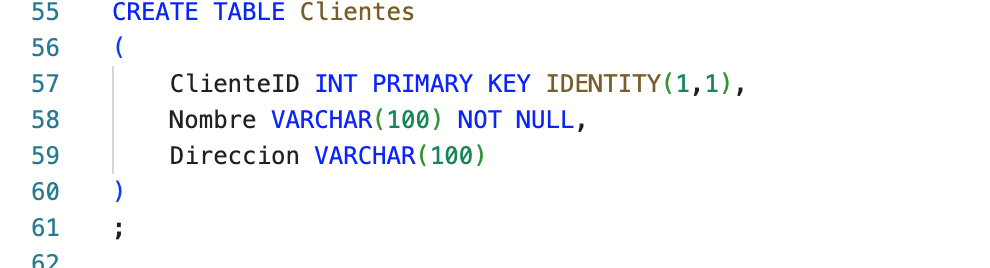 55 CREATE TABLE Clientes
56 (
57 ClienteID INT PRIMARY KEY IDENTITY(1,1),
58 Nombre VARCHAR(100) NOT NULL,
59 Direccion VARCHAR(100)
60 )
61 ;
62